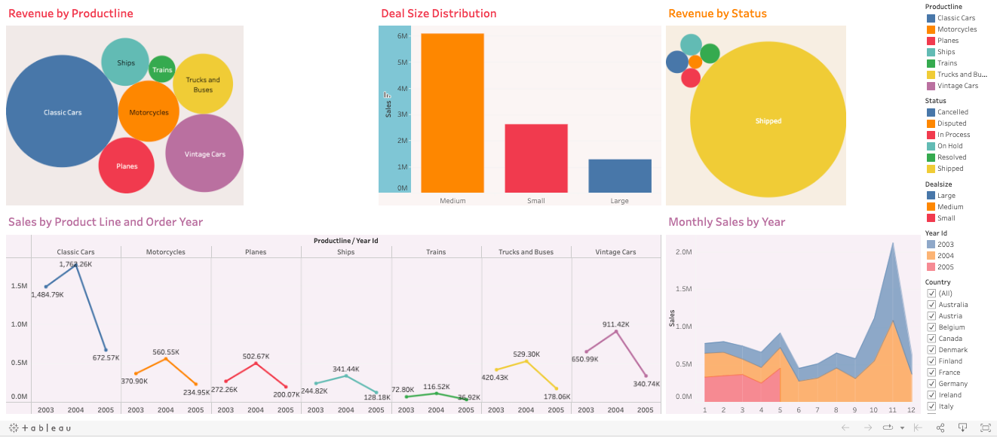 Revenue by Productline
Deal Size Distribution
Revenue by Status
Classic Cars
Ships
Trains
Trucks and
Buses
Motorcycles
Planes
Vintage Cars
Sales
6M
5M
4M
3M
2M
1M
0M
Medium
Small
Large
Shipped
Sales by Product Line and Order Year
Productline / Year Id
Classic Cars
Motorcycles
Planes
Ships
Trains
Trucks and Buses
Vintage Cars
1.5M
1.0M
0.5M
0.0M
1,484.79K
1,762.26K
672.57K
370.90K
560.55K
234.95K
272.26K
502.67K
200.07K
244.82K
341.44K
128.18K
72.80K
116.52K
36.92K
420.43K
529.30K
178.06K
650.99K
911.42K
340.74K
2003 2004 2005
2003 2004 2005
2003 2004 2005
2003 2004 2005
2003 2004 2005
2003 2004 2005
2003 2004 2005
Monthly Sales by Year
Sales
2.0M
1.5M
1.0M
0.5M
0.0M
1 2 3 4 5 6 7 8 9 10 11 12
Productline
Classic Cars
Motorcycles
Planes
Ships
Trains
Trucks and Bu...
Vintage Cars
Status
Cancelled
Disputed
In Process
On Hold
Resolved
Shipped
Dealsize
Large
Medium
Small
Year Id
2003
2004
2005
Country
(All)
Australia
Austria
Belgium
Canada
Denmark
Finland
France
Germany
Ireland
Italy
+ a b l e a u